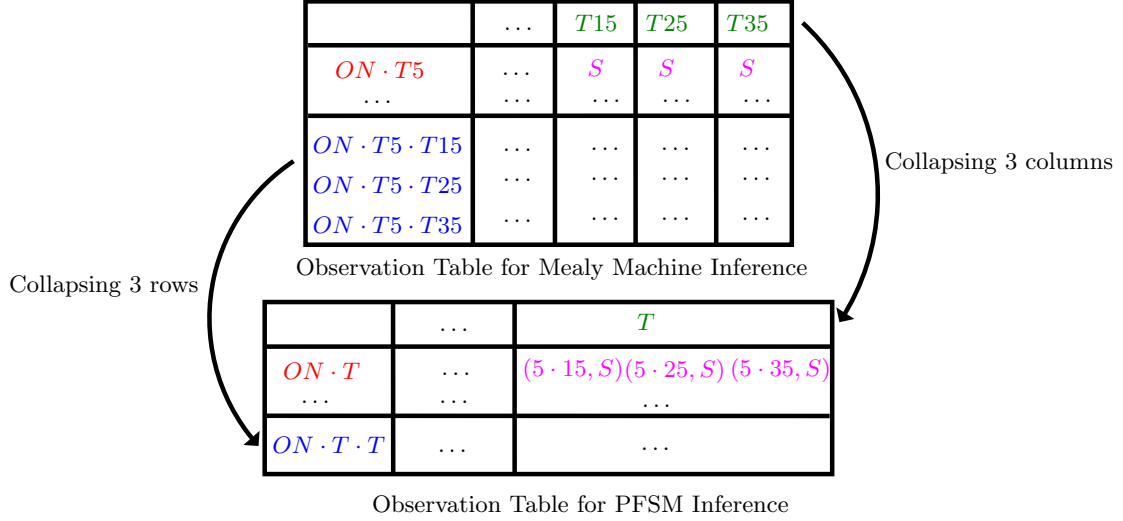 … T15 T25 T35
ON · T5 … S S S
… … … … …
ON · T5 · T15 … … … …
ON · T5 · T25 … … … …
ON · T5 · T35 … … … …
Collapsing 3 columns
Observation Table for Mealy Machine Inference
Collapsing 3 rows
… T
ON · T … (5 · 15, S)(5 · 25, S) (5 · 35, S)
… … …
ON · T · T … …
Observation Table for PFSM Inference